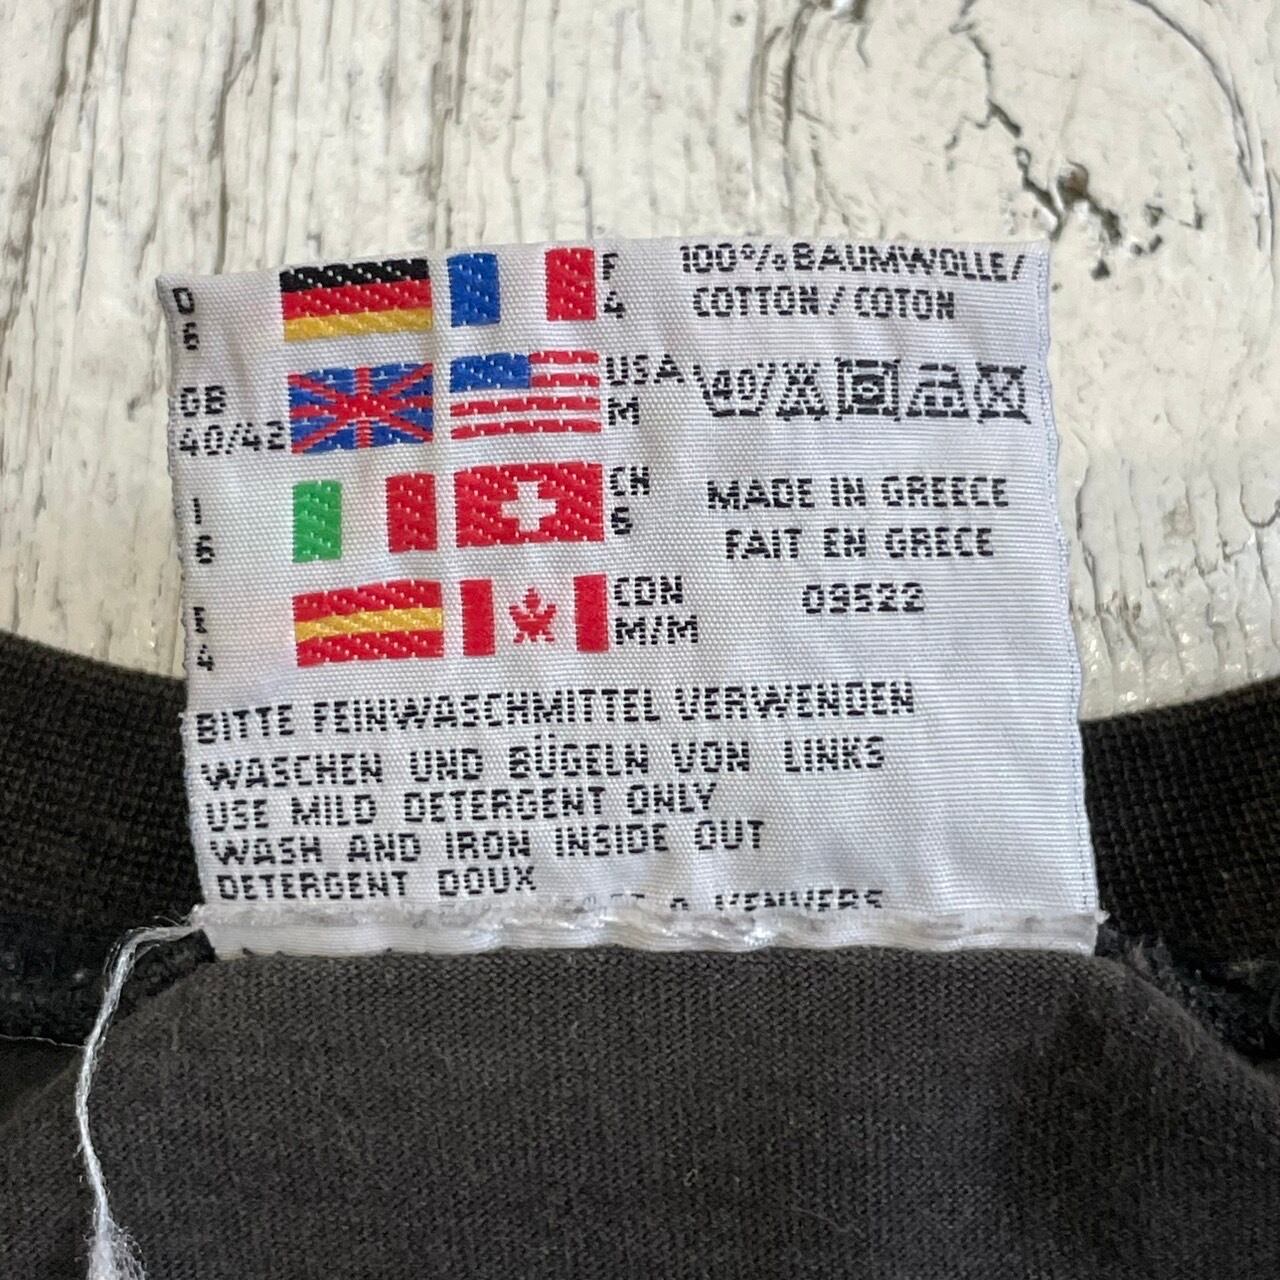 D
6
F
4
GB
40/42
USA
M
I
6
CH
6
E
4
CDN
M/M
100% BAUMWOLLE/
COTTON / COTON
40
MADE IN GREECE
FAIT EN GRECE
09522
BITTE FEINWASCHMITTEL VERWENDEN
WASCHEN UND BÜGELN VON LINKS
USE MILD DETERGENT ONLY
WASH AND IRON INSIDE OUT
DETERGENT DOUX